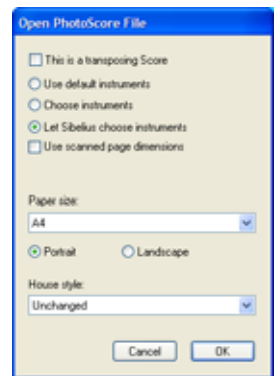 Open PhotoScore File
This is a transposing Score
Use default instruments
Choose instruments
Let Sibelius choose instruments
Use scanned page dimensions
Paper size:
A4
Portrait Landscape
House style:
Unchanged
Cancel OK